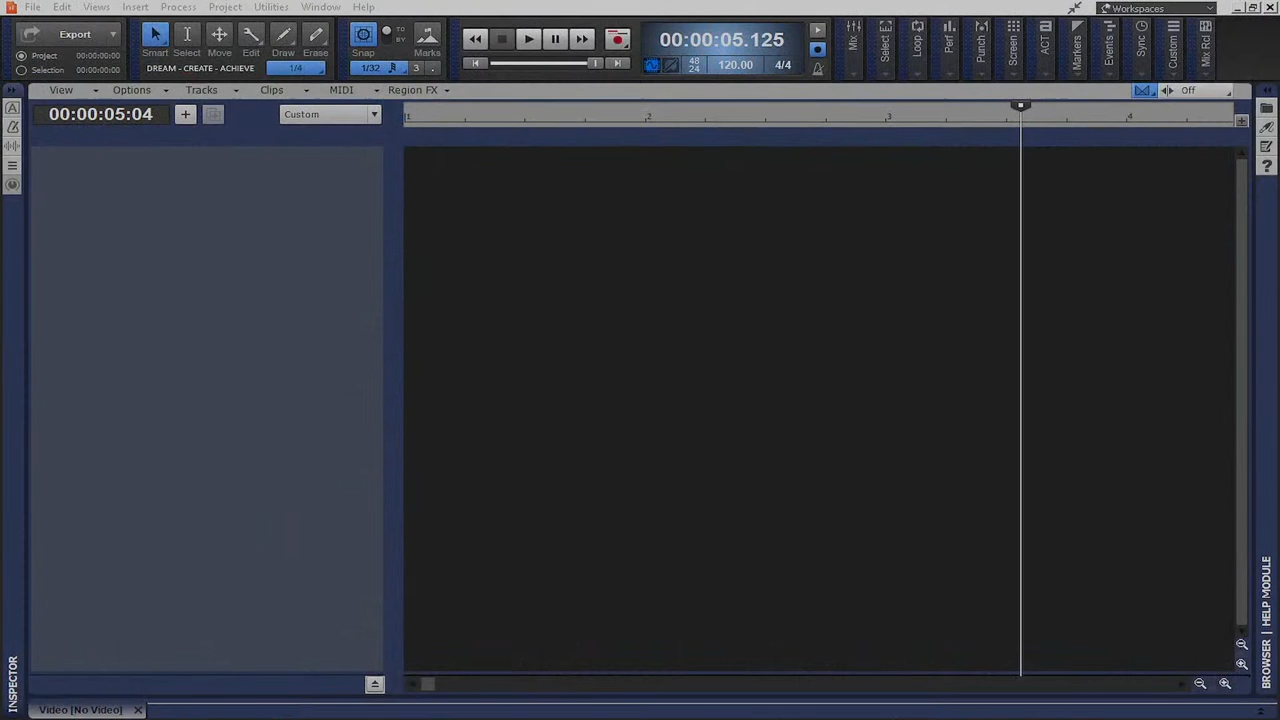 File Edit Views Insert Process Project Utilities Window Help
Workspaces
Export
Project 00:00:00:00
Selection 00:00:00:00
Smart Select Move Edit Draw Erase
DREAM - CREATE - ACHIEVE 1/4
Snap TO BY Marks
1/32 3
00:00:05.125
48 24 120.00 4/4
Mix
Select
Loop
Perf
Punch
Screen
ACT
Markers
Events
Sync
Custom
Mix Rcl
View Options Tracks Clips MIDI Region FX Off
00:00:05:04 + Custom
1 2 3 4
A
?
INSPECTOR
BROWSER | HELP MODULE
Video [No Video]